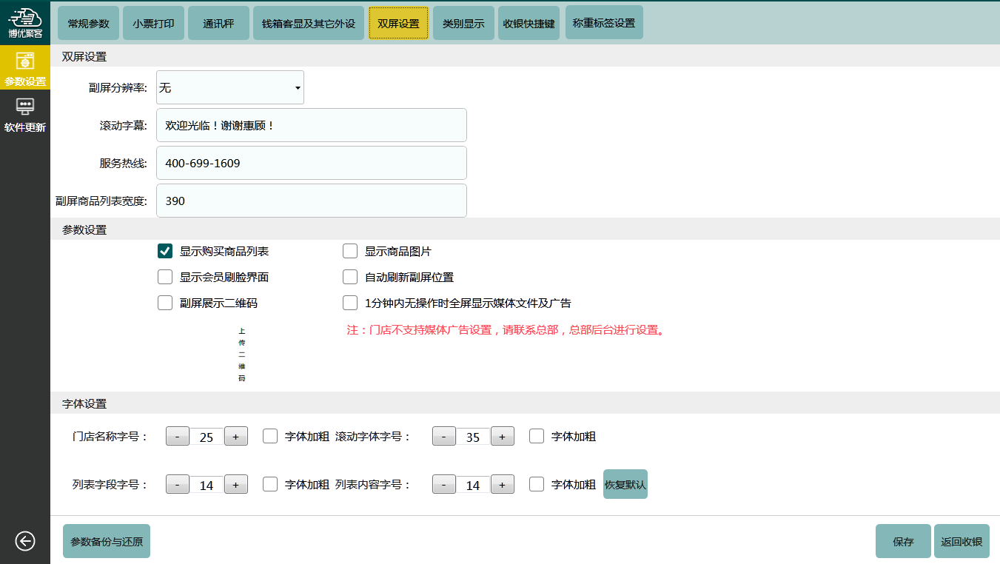 博优聚客
常规参数 小票打印 通讯秤 钱箱客显及其它外设 双屏设置 类别显示 收银快捷键 称重标签设置
参数设置
软件更新
双屏设置
副屏分辨率: 无
滚动字幕: 欢迎光临！谢谢惠顾！
服务热线: 400-699-1609
副屏商品列表宽度: 390
参数设置
显示购买商品列表 显示商品图片
显示会员刷脸界面 自动刷新副屏位置
副屏展示二维码 1分钟内无操作时全屏显示媒体文件及广告
上
传
二
维
码
注：门店不支持媒体广告设置，请联系总部，总部后台进行设置。
字体设置
门店名称字号： - 25 + 字体加粗 滚动字体字号： - 35 + 字体加粗
列表字段字号： - 14 + 字体加粗 列表内容字号： - 14 + 字体加粗 恢复默认
参数备份与还原 保存 返回收银